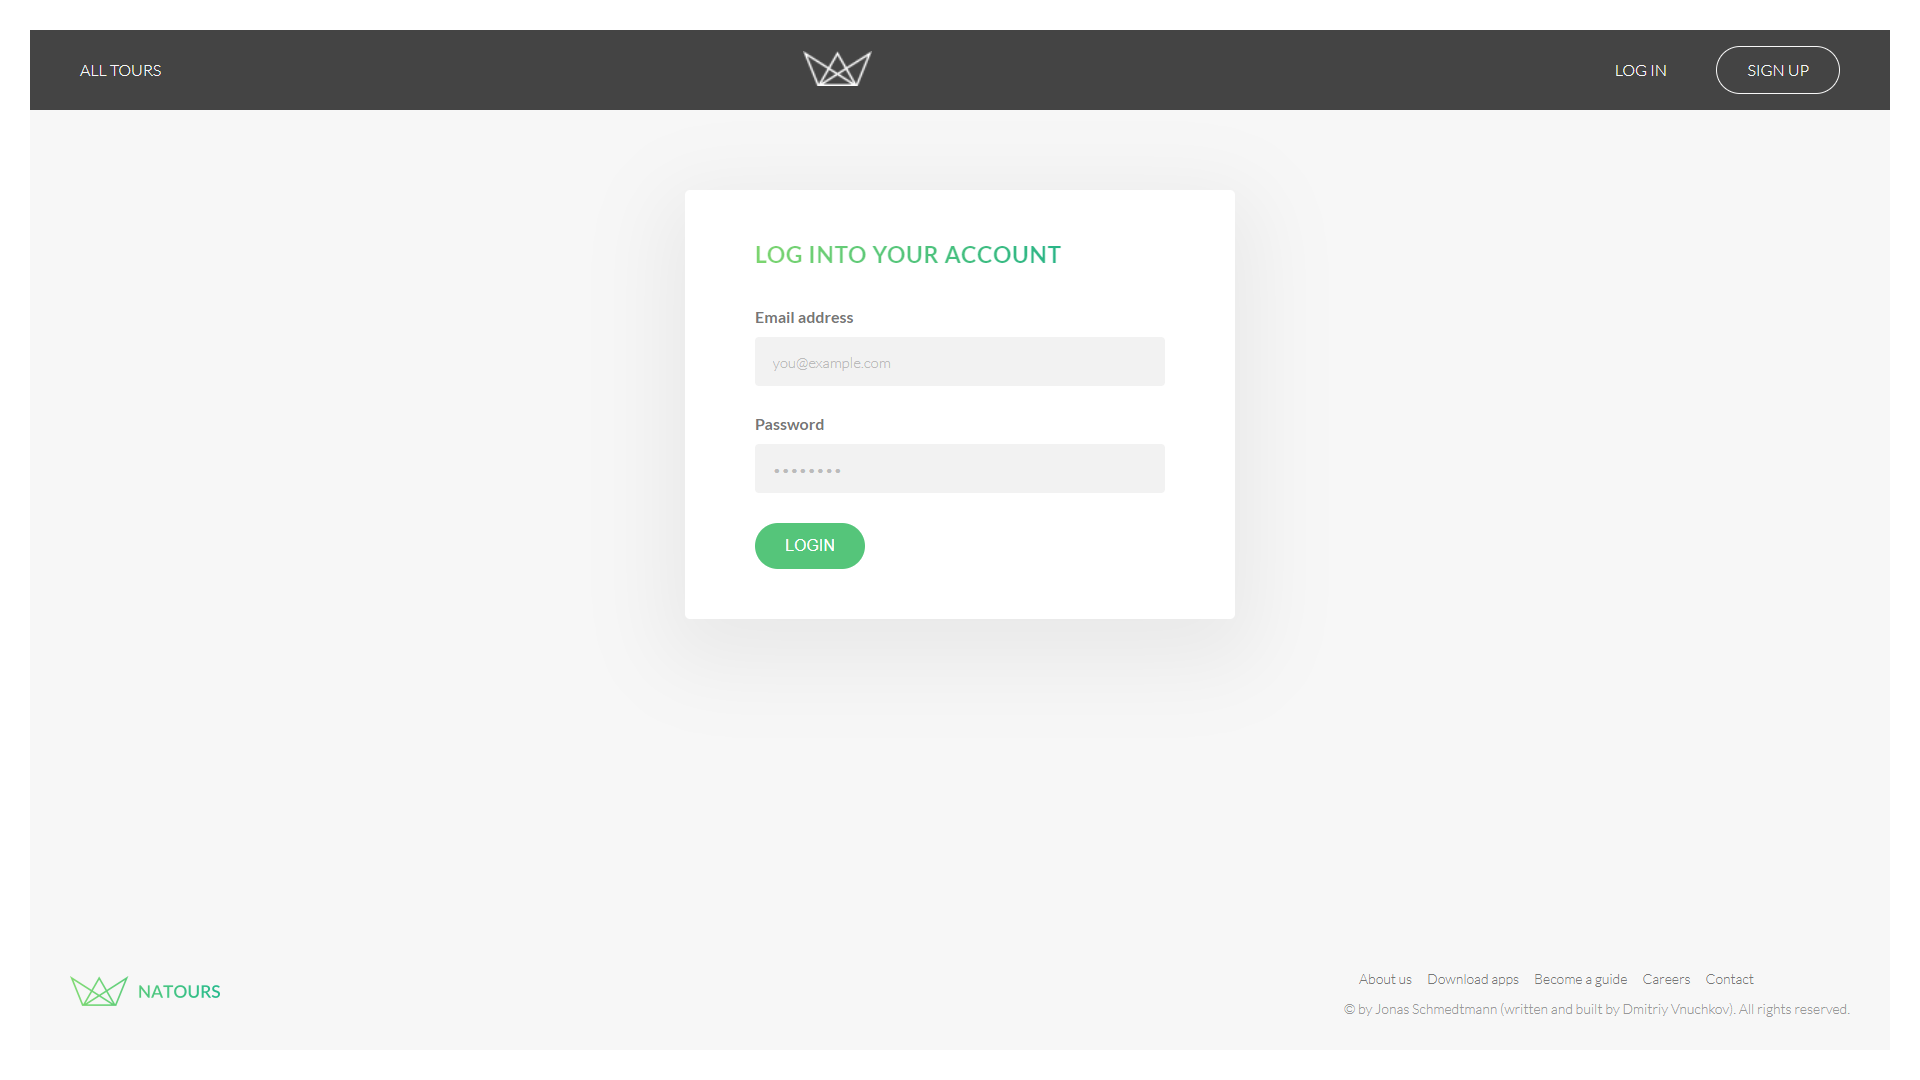 ALL TOURS
LOG IN
SIGN UP
LOG INTO YOUR ACCOUNT
Email address
you@example.com
Password
••••••••
LOGIN
NATOURS
About us Download apps Become a guide Careers Contact
© by Jonas Schmedtmann (written and built by Dmitriy Vnuchkov). All rights reserved.